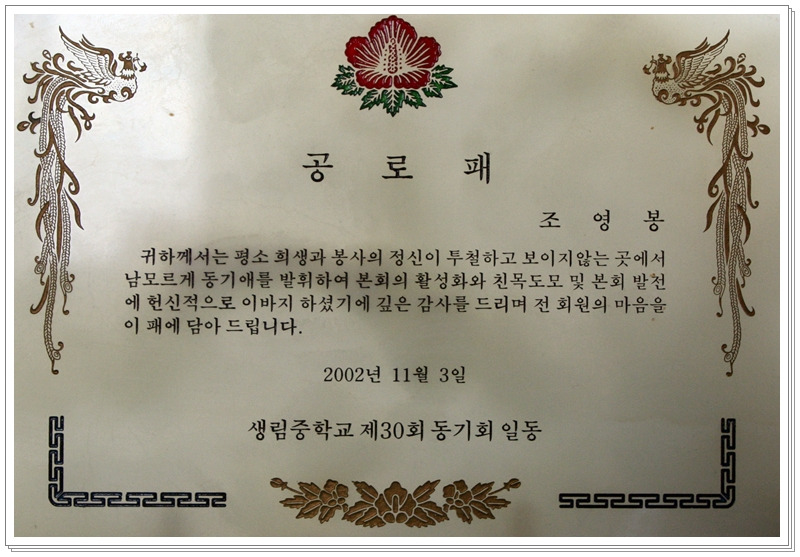 공 로 패
조 영 봉
귀하께서는 평소 희생과 봉사의 정신이 투철하고 보이지않는 곳에서
남모르게 동기애를 발휘하여 본회의 활성화와 친목도모 및 본회 발전
에 헌신적으로 이바지 하셨기에 깊은 감사를 드리며 전 회원의 마음을
이 패에 담아 드립니다.
2002년 11월 3일
생림중학교 제30회 동기회 일동